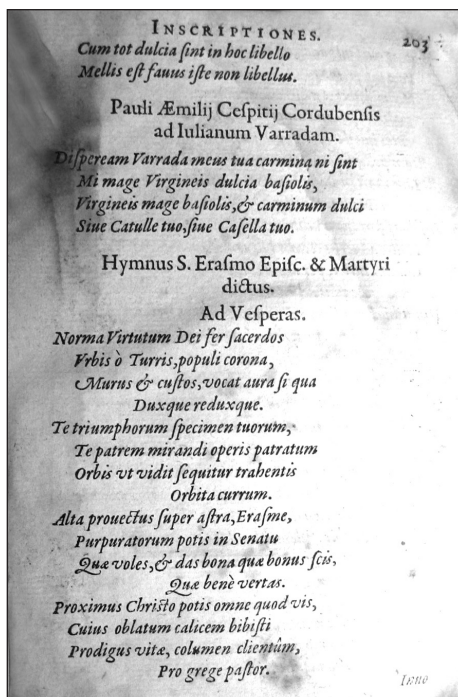 INSCRIPTIONES. 203
Cum tot dulcia ſint in hoc libello
Mellis eſt fauus iſte non libellus.
Pauli Æmilij Ceſpitij Cordubenſis
ad Iulianum Varradam.
Diſpeream Varrada meus tua carmina ni ſint
Mi mage Virgineis dulcia baſiolis,
Virgineis mage baſiolis, & carminum dulci
Siue Catulle tuo, ſiue Caſella tuo.
Hymnus S. Eraſmo Epiſc. & Martyri
dictus.
Ad Veſperas.
Norma Virtutum Dei fer ſacerdos
Vrbis ò Turris, populi corona,
Murus & cuſtos, vocat aura ſi qua
Duxque reduxque.
Te triumphorum ſpecimen tuorum,
Te patrem mirandi operis patratum
Orbis vt vidit ſequitur trahentis
Orbita currum.
Alta prouectus ſuper aſtra, Eraſme,
Purpuratorum potis in Senatu
Quæ voles, & das bona quæ bonus ſcis,
Quæ benè vertas.
Proximus Chriſto potis omne quod vis,
Cuius oblatum calicem bibiſti
Prodigus vitæ, columen clientûm,
Pro grege paſtor.